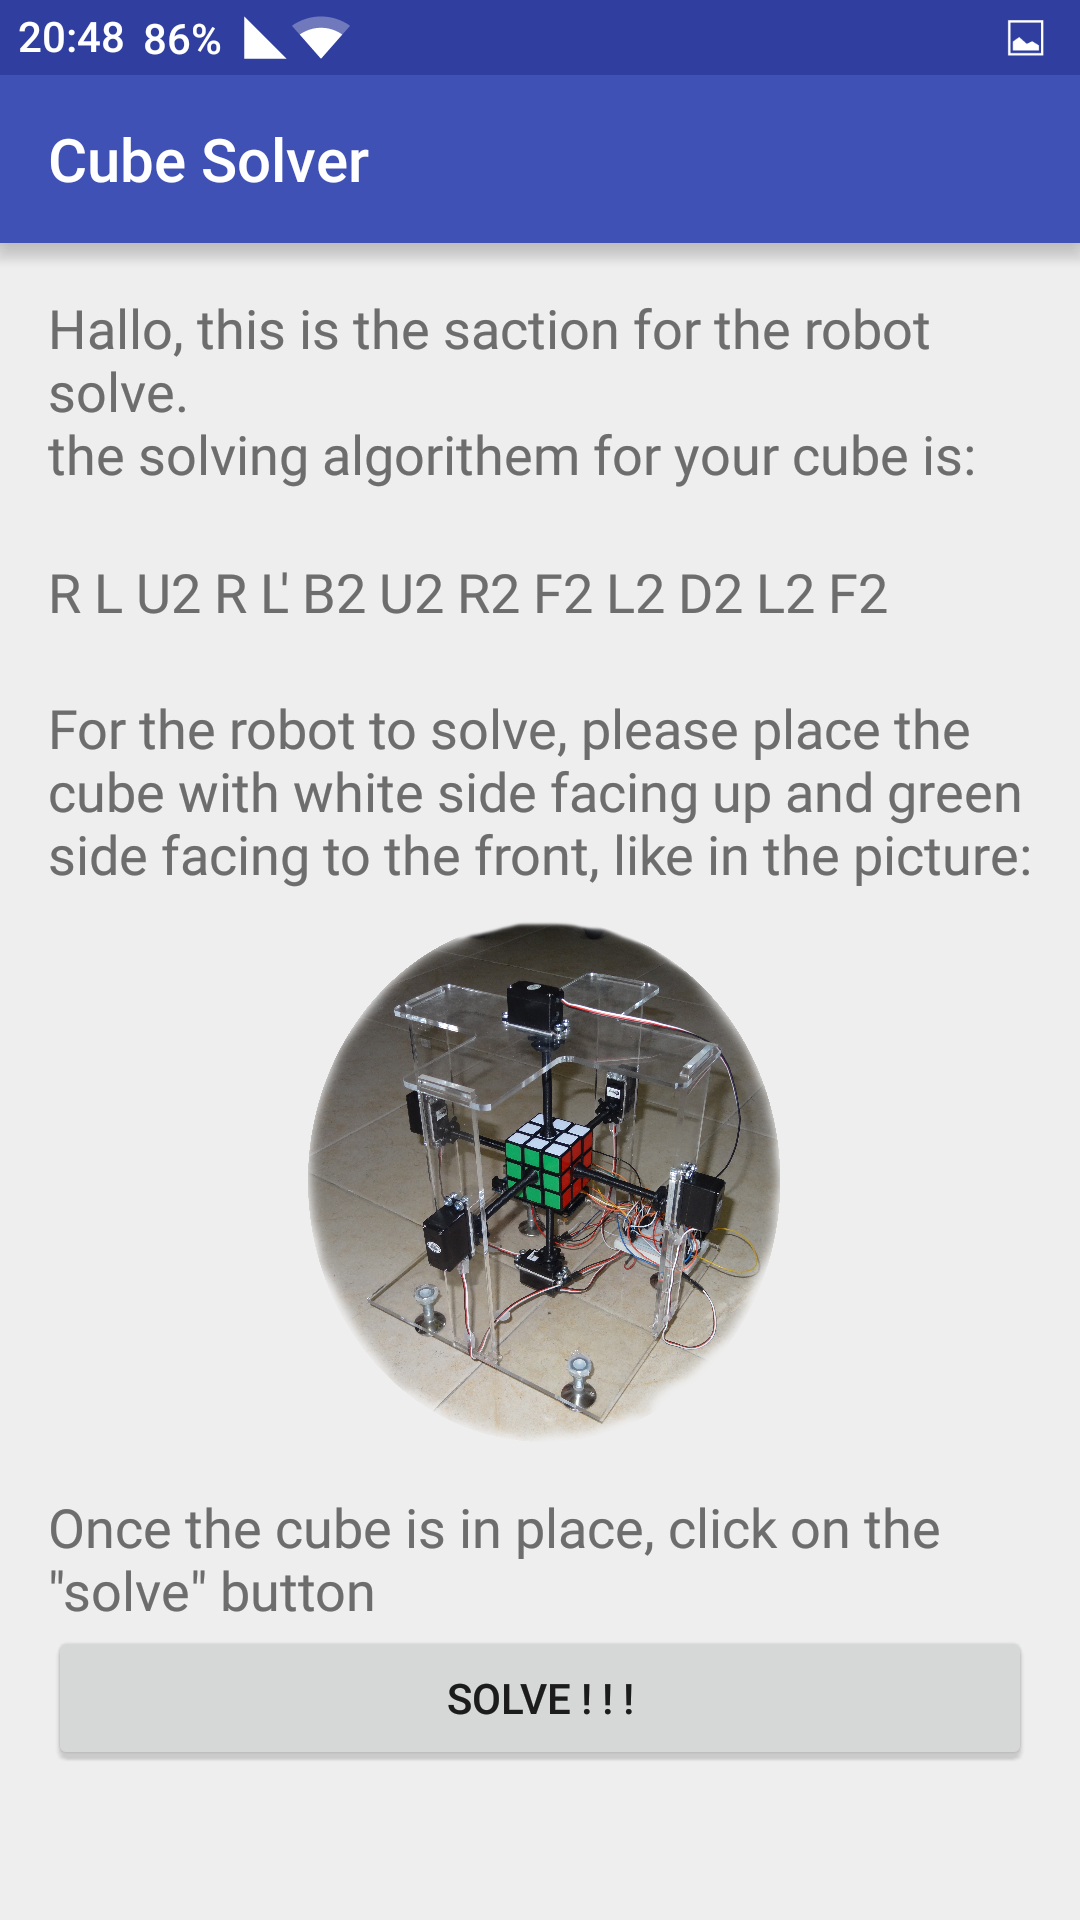 20:48 86%
Cube Solver
Hallo, this is the saction for the robot
solve.
the solving algorithem for your cube is:
R L U2 R L' B2 U2 R2 F2 L2 D2 L2 F2
For the robot to solve, please place the
cube with white side facing up and green
side facing to the front, like in the picture:
Once the cube is in place, click on the
"solve" button
SOLVE ! ! !